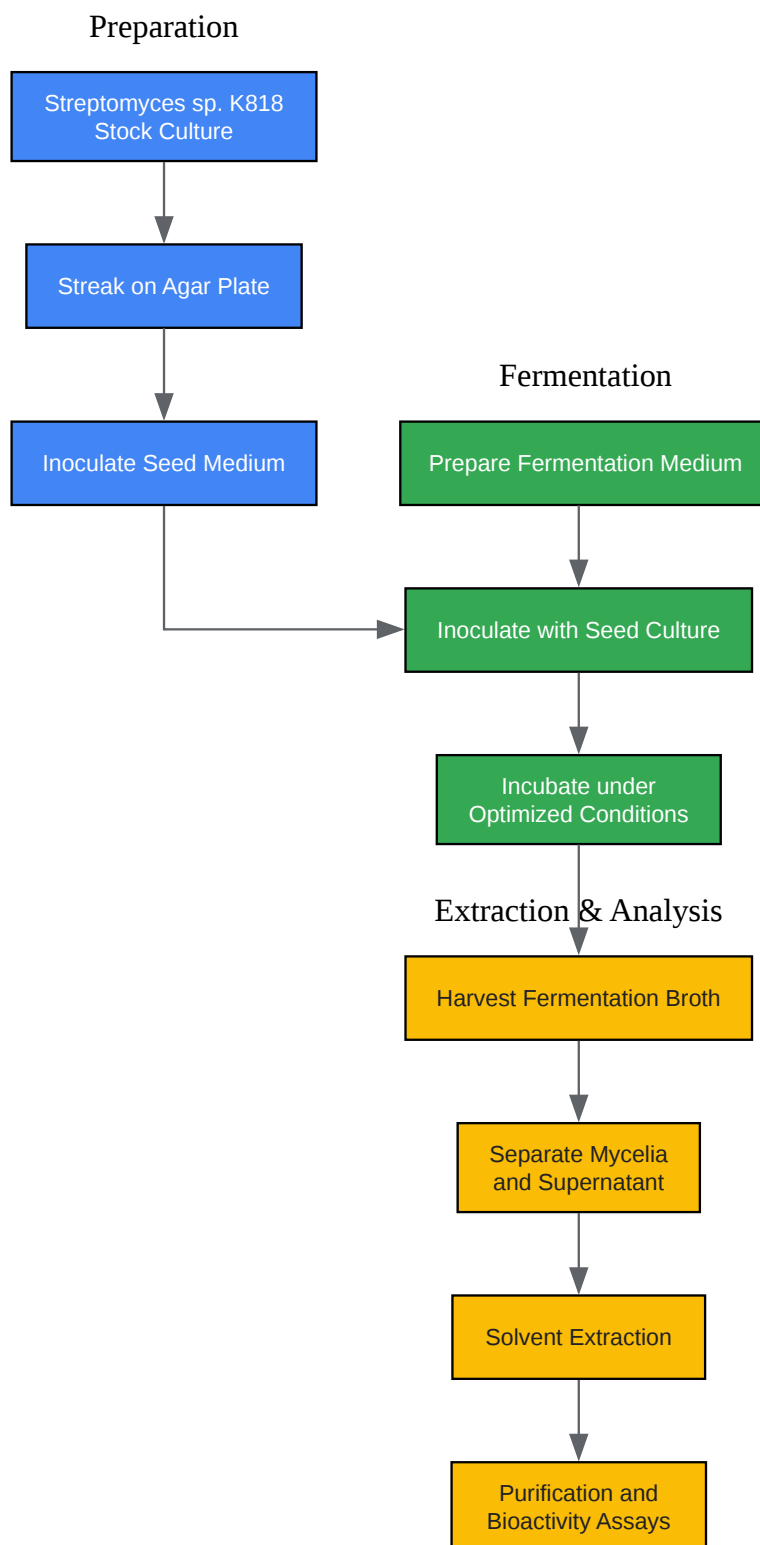 Preparation
Streptomyces sp. K818
Stock Culture
Streak on Agar Plate
Inoculate Seed Medium
Fermentation
Prepare Fermentation Medium
Inoculate with Seed Culture
Incubate under
Optimized Conditions
Extraction & Analysis
Harvest Fermentation Broth
Separate Mycelia
and Supernatant
Solvent Extraction
Purification and
Bioactivity Assays